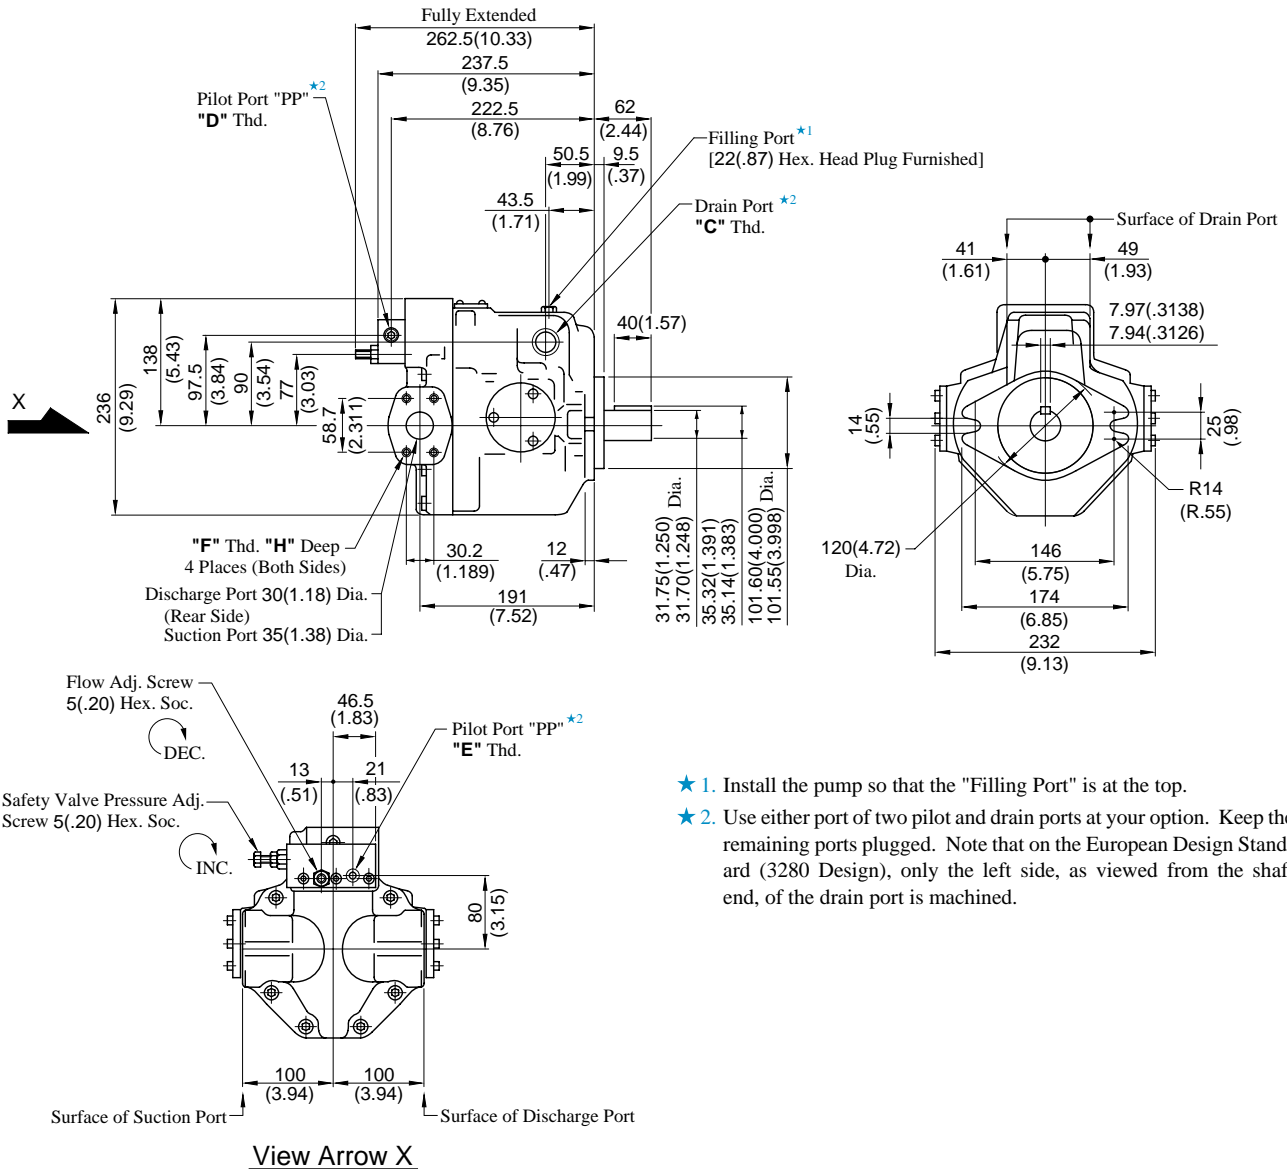 Fully Extended
262.5(10.33)
237.5
(9.35)
Pilot Port "PP"★2
"D" Thd.
222.5
(8.76)
62
(2.44)
Filling Port★1
[22(.87) Hex. Head Plug Furnished]
50.5
(1.99)
9.5
(.37)
43.5
(1.71)
Drain Port ★2
"C" Thd.
40(1.57)
X
236
(9.29)
138
(5.43)
97.5
(3.84)
90
(3.54)
77
(3.03)
58.7
(2.311)
"F" Thd. "H" Deep
4 Places (Both Sides)
30.2
(1.189)
12
(.47)
Discharge Port 30(1.18) Dia.
(Rear Side)
Suction Port 35(1.38) Dia.
191
(7.52)
31.75(1.250) Dia.
31.70(1.248)
35.32(1.391)
35.14(1.383)
101.60(4.000) Dia.
101.55(3.998)
Surface of Drain Port
41
(1.61)
49
(1.93)
7.97(.3138)
7.94(.3126)
14
(.55)
25
(.98)
R14
(R.55)
120(4.72)
Dia.
146
(5.75)
174
(6.85)
232
(9.13)
Flow Adj. Screw
5(.20) Hex. Soc.
DEC.
46.5
(1.83)
Pilot Port "PP"★2
"E" Thd.
13
(.51)
21
(.83)
Safety Valve Pressure Adj.
Screw 5(.20) Hex. Soc.
INC.
80
(3.15)
100
(3.94)
100
(3.94)
Surface of Suction Port
Surface of Discharge Port
View Arrow X
★ 1. Install the pump so that the "Filling Port" is at the top.
★ 2. Use either port of two pilot and drain ports at your option. Keep the
remaining ports plugged. Note that on the European Design Stand-
ard (3280 Design), only the left side, as viewed from the shaf
end, of the drain port is machined.